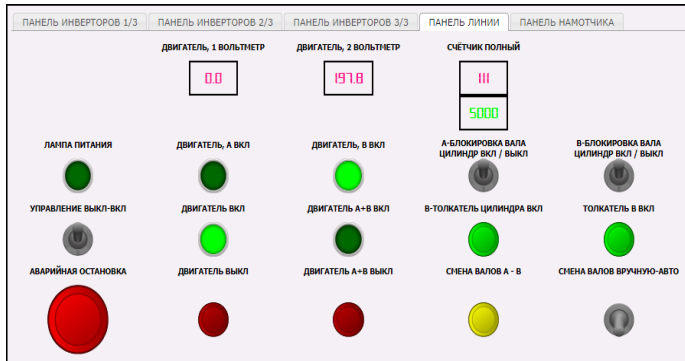 ПАНЕЛЬ ИНВЕРТОРОВ 1/3 ПАНЕЛЬ ИНВЕРТОРОВ 2/3 ПАНЕЛЬ ИНВЕРТОРОВ 3/3 ПАНЕЛЬ ЛИНИИ ПАНЕЛЬ НАМОТЧИКА
ДВИГАТЕЛЬ, 1 ВОЛЬТМЕТР ДВИГАТЕЛЬ, 2 ВОЛЬТМЕТР СЧЁТЧИК ПОЛНЫЙ
0.0 197.8 111
5000
ЛАМПА ПИТАНИЯ ДВИГАТЕЛЬ, А ВКЛ ДВИГАТЕЛЬ, В ВКЛ А-БЛОКИРОВКА ВАЛА В-БЛОКИРОВКА ВАЛА
ЦИЛИНДР ВКЛ / ВЫКЛ ЦИЛИНДР ВКЛ / ВЫКЛ
УПРАВЛЕНИЕ ВЫКЛ-ВКЛ ДВИГАТЕЛЬ ВКЛ ДВИГАТЕЛЬ А+В ВКЛ В-ТОЛКАТЕЛЬ ЦИЛИНДРА ВКЛ ТОЛКАТЕЛЬ В ВКЛ
АВАРИЙНАЯ ОСТАНОВКА ДВИГАТЕЛЬ ВЫКЛ ДВИГАТЕЛЬ А+В ВЫКЛ СМЕНА ВАЛОВ А - В СМЕНА ВАЛОВ ВРУЧНУЮ-АВТО